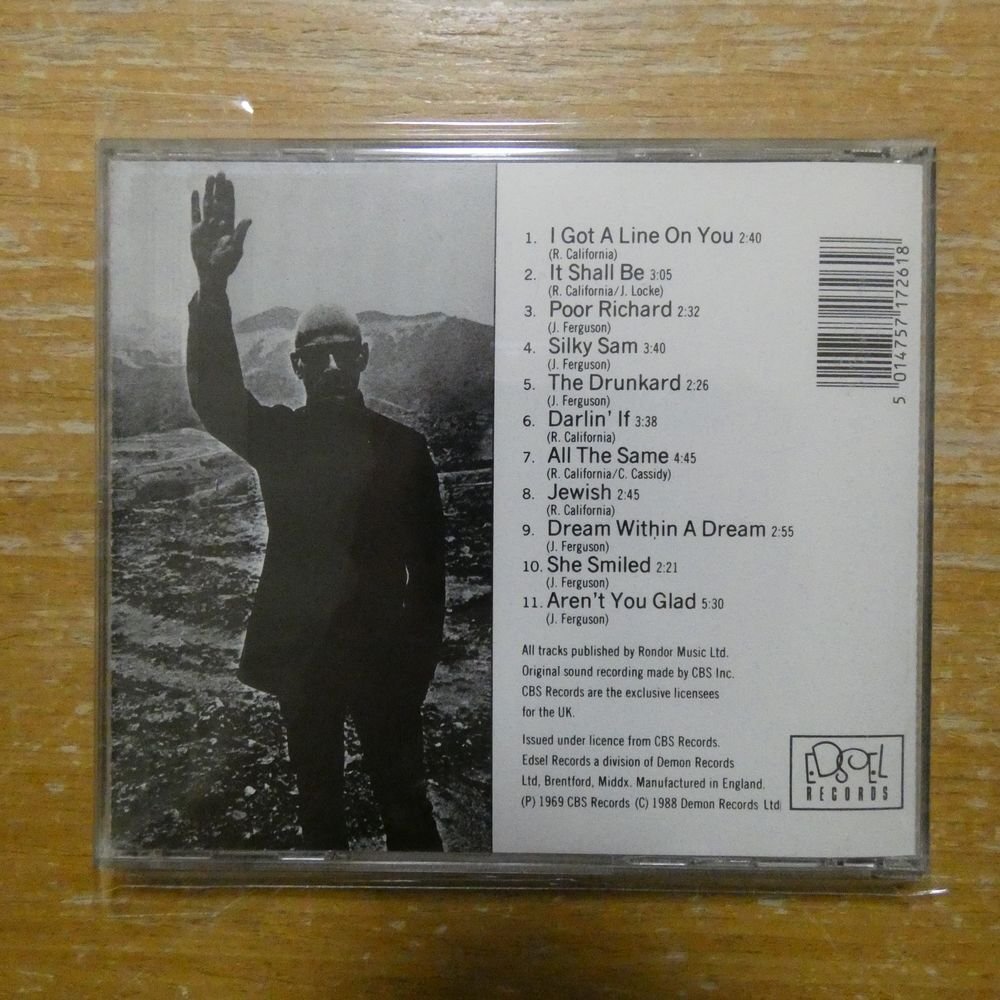 1. I Got A Line On You 2:40
(R. California)
2. It Shall Be 3:05
(R. California/J. Locke)
3. Poor Richard 2:32
(J. Ferguson)
4. Silky Sam 3:40
(J. Ferguson)
5. The Drunkard 2:26
(J. Ferguson)
6. Darlin' If 3:38
(R. California)
7. All The Same 4:45
(R. California/C. Cassidy)
8. Jewish 2:45
(R. California)
9. Dream Within A Dream 2:55
(J. Ferguson)
10. She Smiled 2:21
(J. Ferguson)
11. Aren't You Glad 5:30
(J. Ferguson)
All tracks published by Rondor Music Ltd.
Original sound recording made by CBS Inc.
CBS Records are the exclusive licensees
for the UK.
Issued under licence from CBS Records.
Edsel Records a division of Demon Records
Ltd, Brentford, Middx. Manufactured in England.
(P) 1969 CBS Records (C) 1988 Demon Records Ltd
5 014757 172618
EDSEL
RECORDS